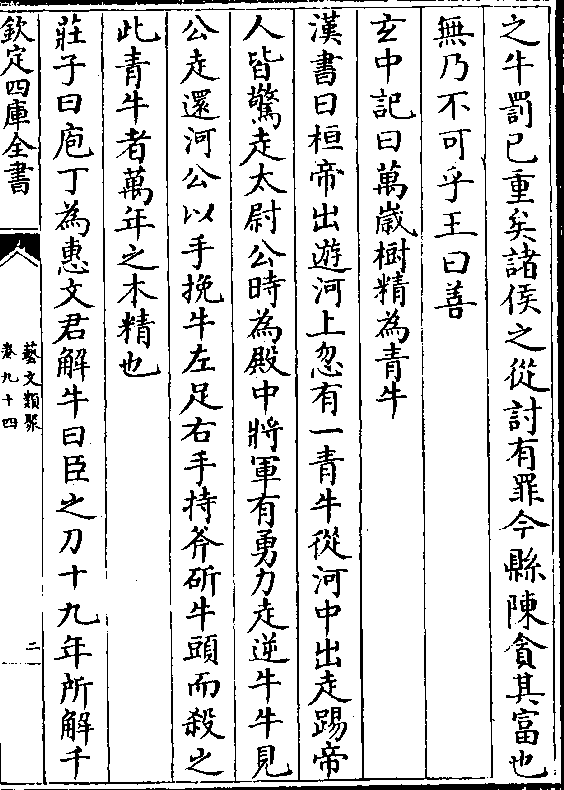 之牛罰已重矣諸侯之從討有罪今縣陳貪其富也
無乃不可乎王曰善
玄中記曰萬歲樹精為青牛
漢書曰桓帝出遊河上忽有一青牛從河中出走踢帝
人皆驚走太尉公時為殿中將軍有勇力走逆牛牛見
公走還河公以手挽牛左足右手持斧斫牛頭而殺之
此青牛者萬年之木精也
莊子曰庖丁為惠文君解牛曰臣之刀十九年所解千
欽定四庫全書
藝文類聚
卷九十四
二